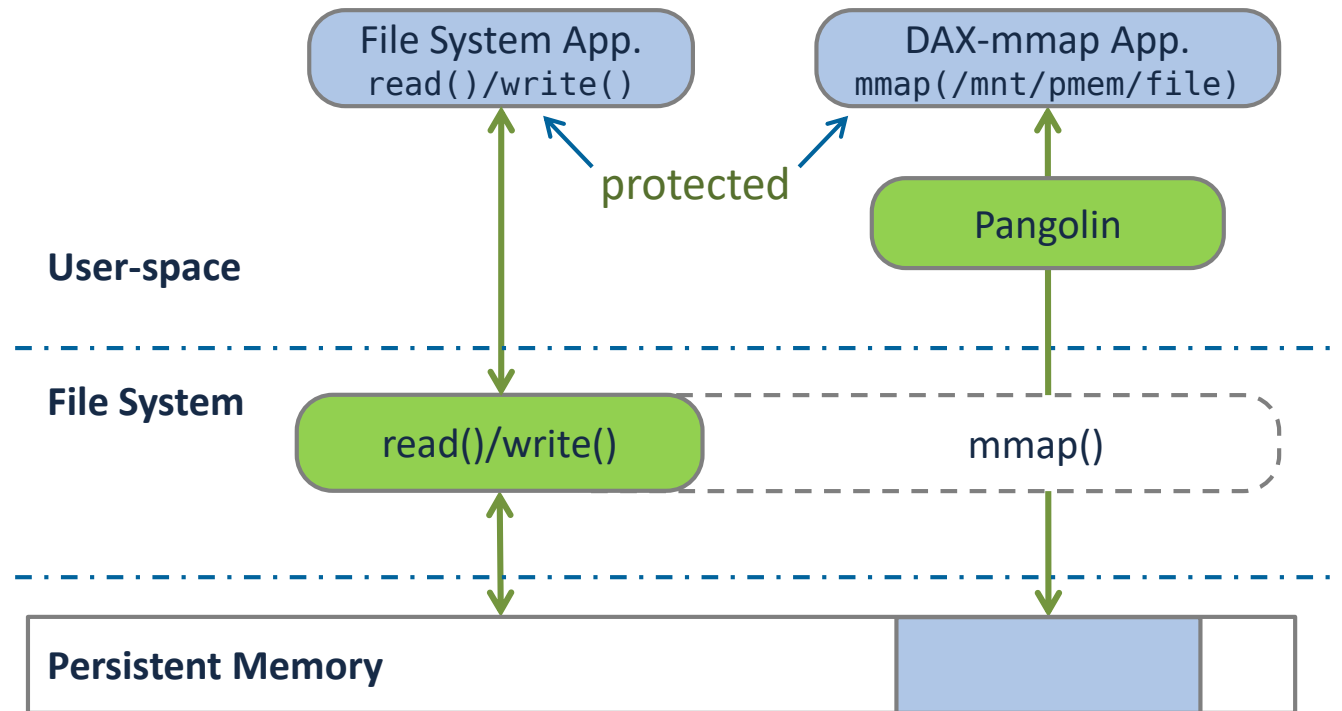 File System App.
read()/write()
DAX-mmap App.
mmap(/mnt/pmem/file)
protected
Pangolin
User-space
File System
read()/write()
mmap()
Persistent Memory